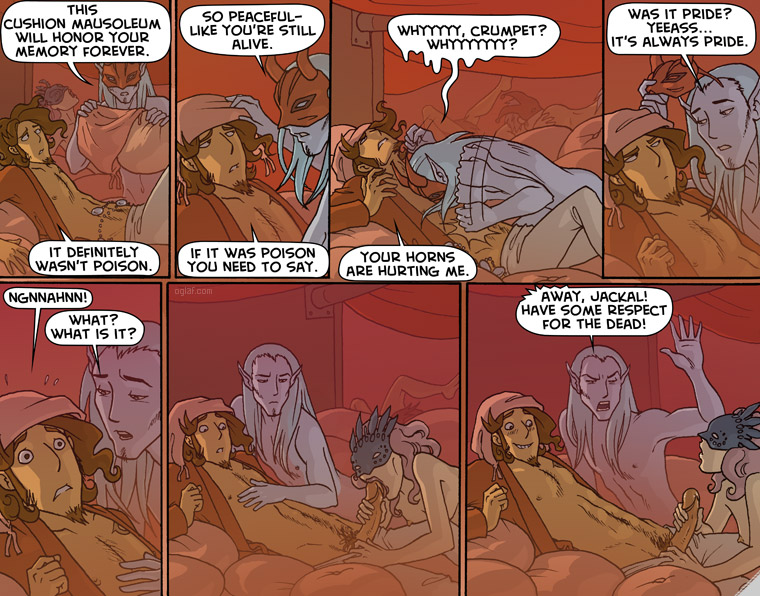 THIS
CUSHION MAUSOLEUM
WILL HONOR YOUR
MEMORY FOREVER.
IT DEFINITELY
WASN'T POISON.
SO PEACEFUL-
LIKE YOU'RE STILL
ALIVE.
IF IT WAS POISON
YOU NEED TO SAY.
WHYYYYY, CRUMPET?
WHYYYYYYY?
YOUR HORNS
ARE HURTING ME.
WAS IT PRIDE?
YEEASS...
IT'S ALWAYS PRIDE.
NGNNAHNN!
WHAT?
WHAT IS IT?
oglaf.com
AWAY, JACKAL!
HAVE SOME RESPECT
FOR THE DEAD!